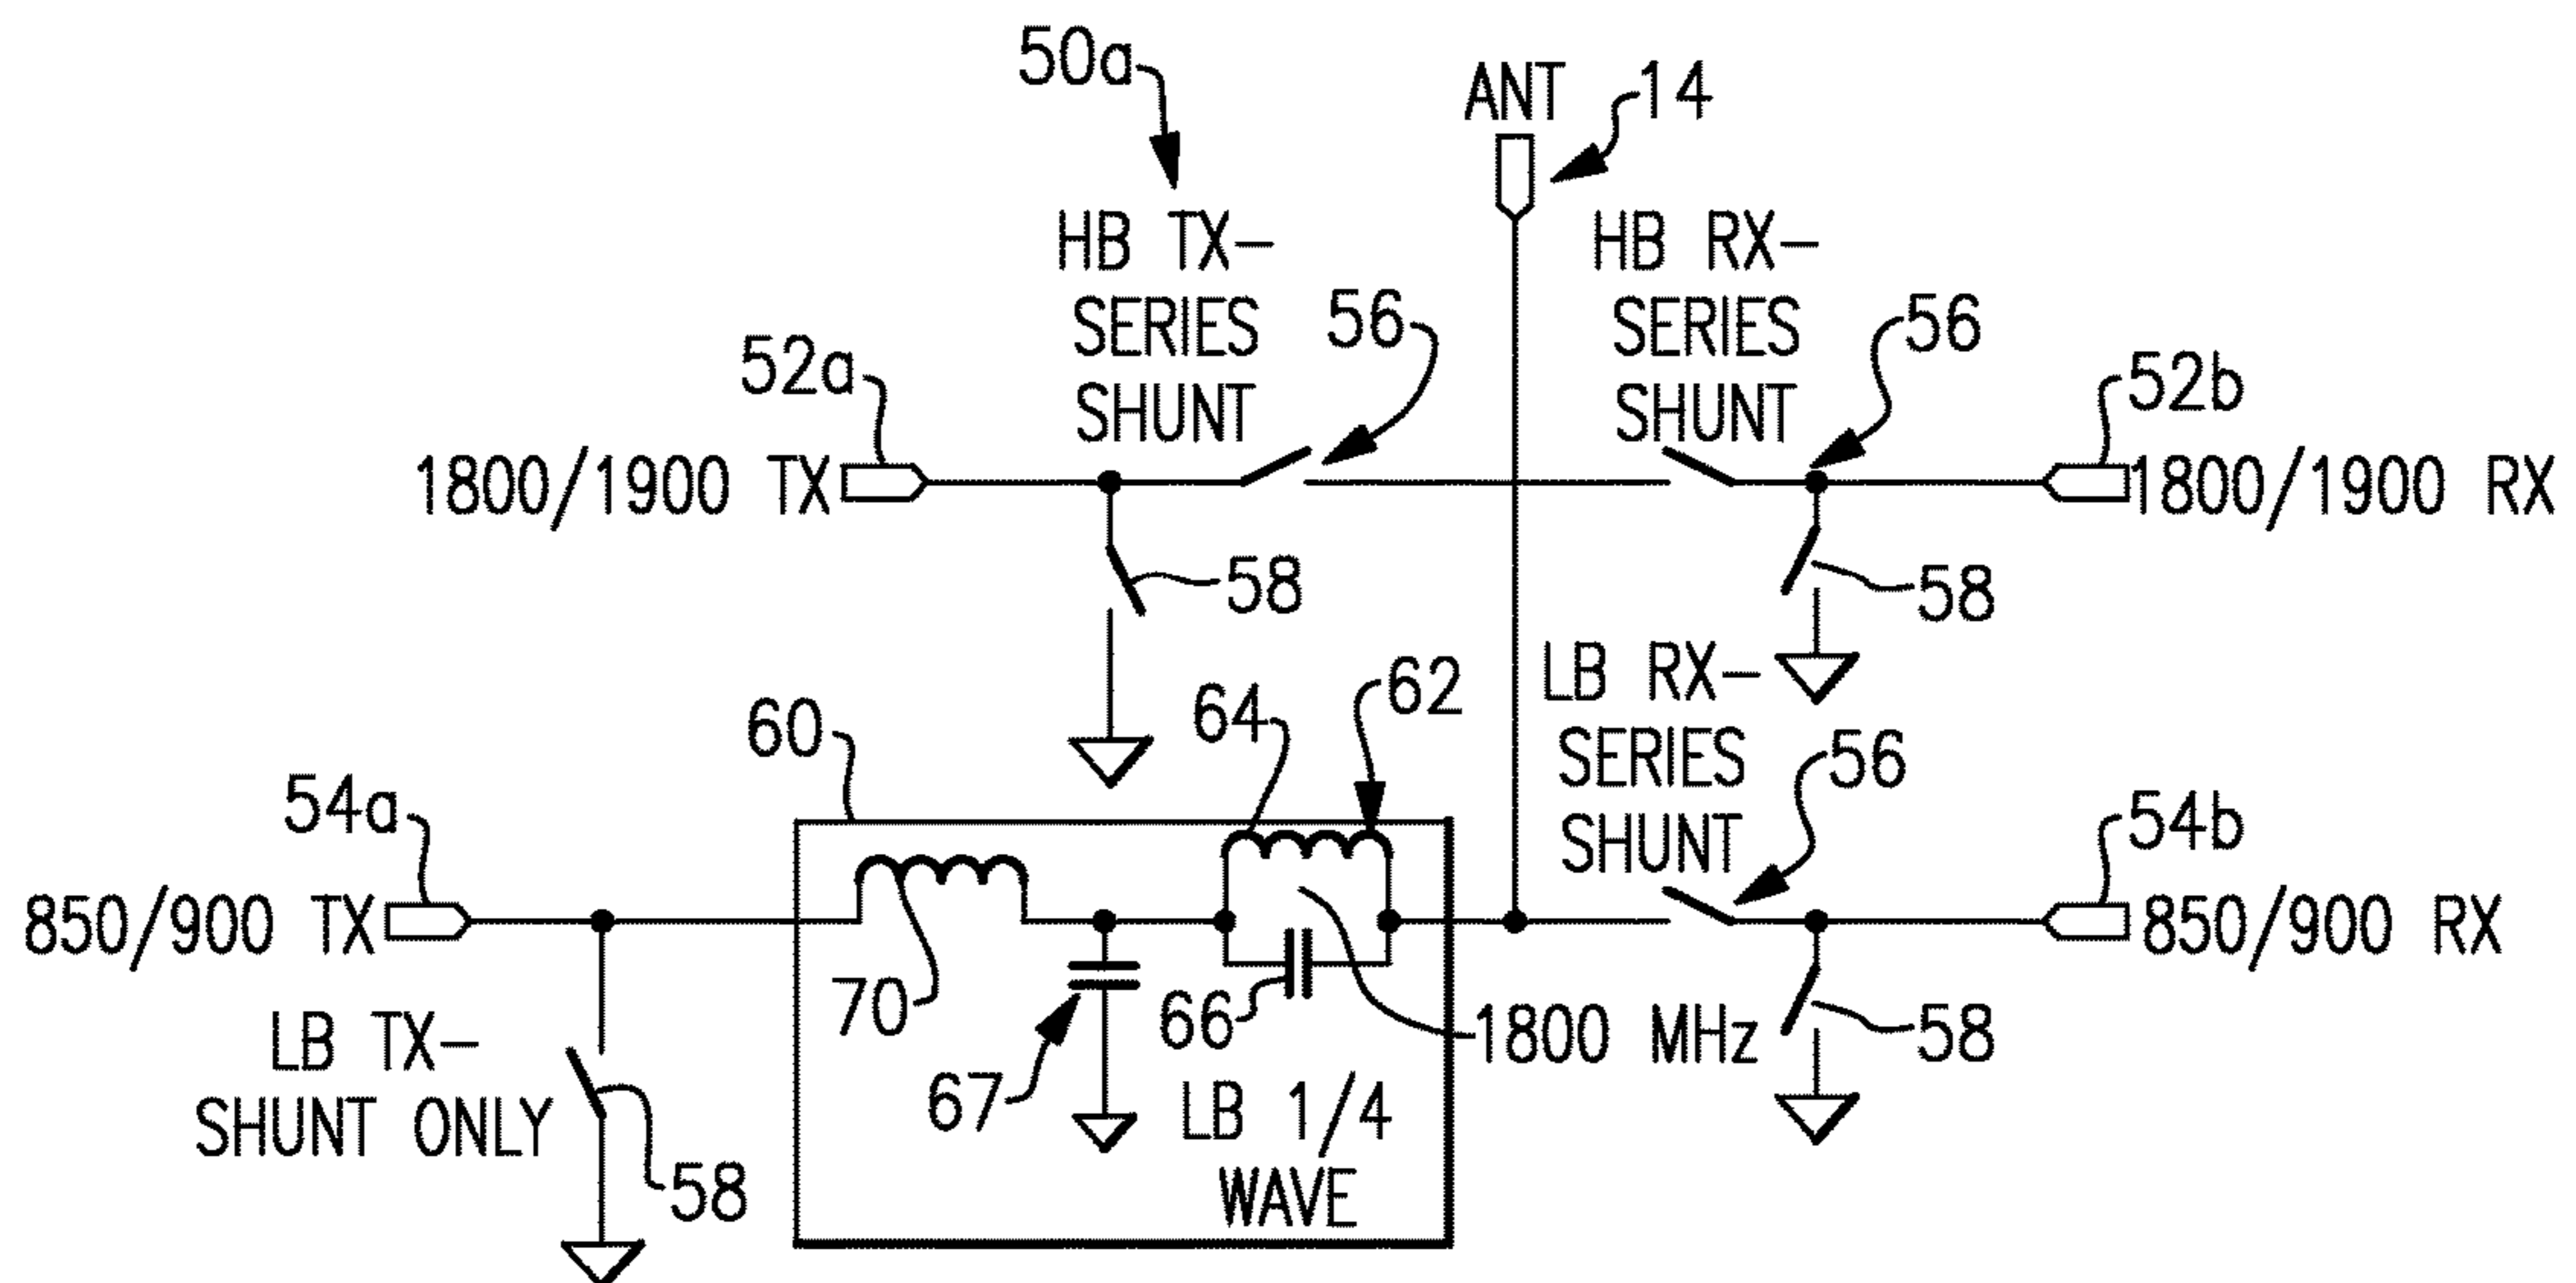 50a
ANT
14
HB TX-
SERIES
SHUNT
56
HB RX-
SERIES
SHUNT
56
52a
52b
1800/1900 TX
1800/1900 RX
58
58
LB RX-
SERIES
SHUNT
56
60
64
62
54a
54b
850/900 TX
850/900 RX
70
67
66
1800 MHz
58
LB TX-
SHUNT ONLY
58
LB 1/4
WAVE